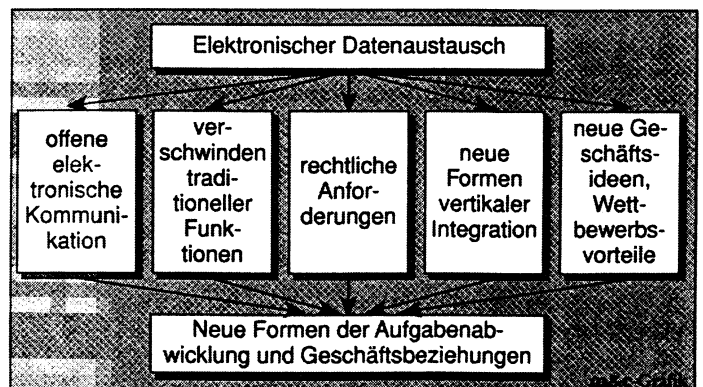 Elektronischer Datenaustausch
offene
elek-
tronische
Kommuni-
kation
ver-
schwinden
tradi-
tioneller
Funk-
tionen
rechtliche
Anfor-
derungen
neue
Formen
vertikaler
Integration
neue Ge-
schäfts-
ideen,
Wett-
bewerbs-
vorteile
Neue Formen der Aufgabenab-
wicklung und Geschäftsbeziehungen